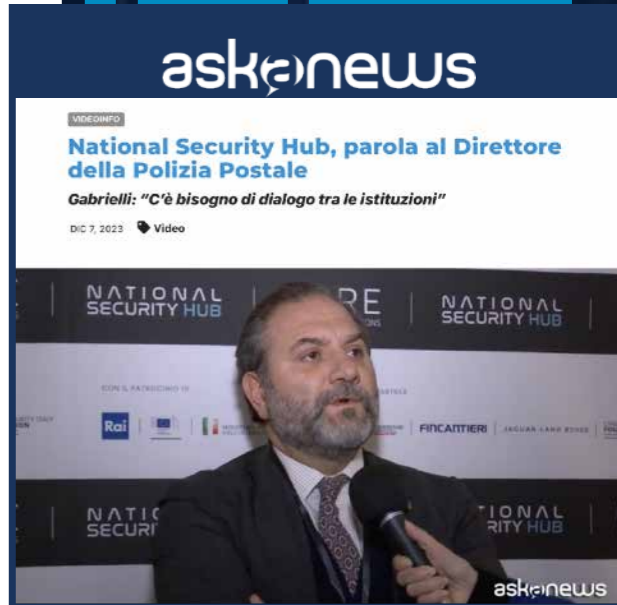 askanews
VIDEOINFO
National Security Hub, parola al Direttore
della Polizia Postale
Gabrielli: “C’è bisogno di dialogo tra le istituzioni”
DIC 7, 2023 Video
NATIONAL
SECURITY HUB
NATIONAL
SECURITY HUB
CON IL PATROCINIO DI
Rai
FINCANTIERI
JAGUAR LAND ROVER
askanews